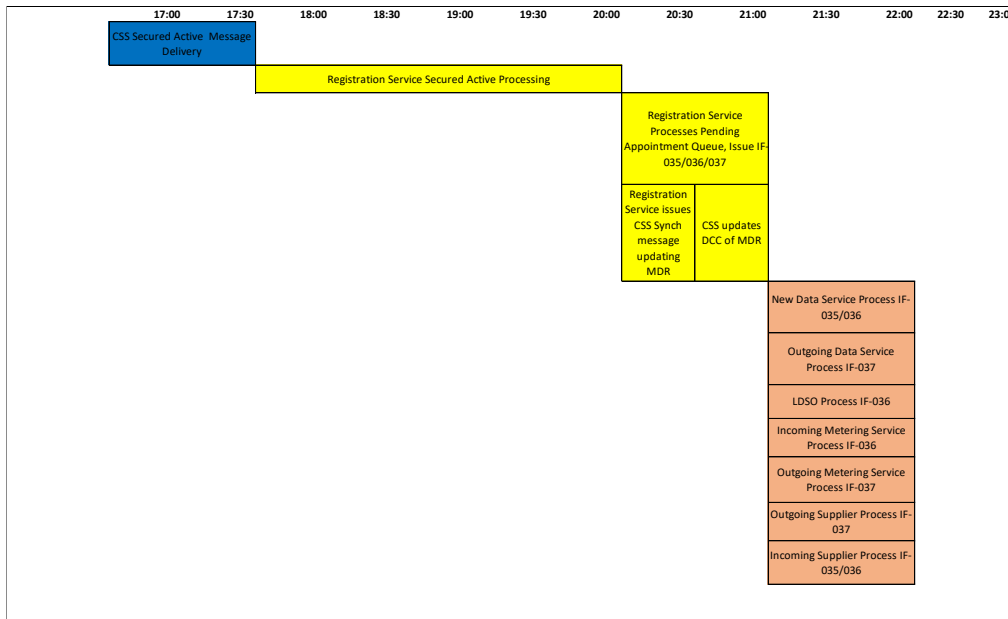 17:00 17:30 18:00 18:30 19:00 19:30 20:00 20:30 21:00 21:30 22:00 22:30 23:0
CSS Secured Active Message
Delivery
Registration Service Secured Active Processing
Registration Service
Processes Pending
Appointment Queue, Issue IF-
035/036/037
Registration
Service issues
CSS Synch
message
updating
MDR
CSS updates
DCC of MDR
New Data Service Process IF-
035/036
Outgoing Data Service
Process IF-037
LDSO Process IF-036
Incoming Metering Service
Process IF-036
Outgoing Metering Service
Process IF-037
Outgoing Supplier Process IF-
037
Incoming Supplier Process IF-
035/036